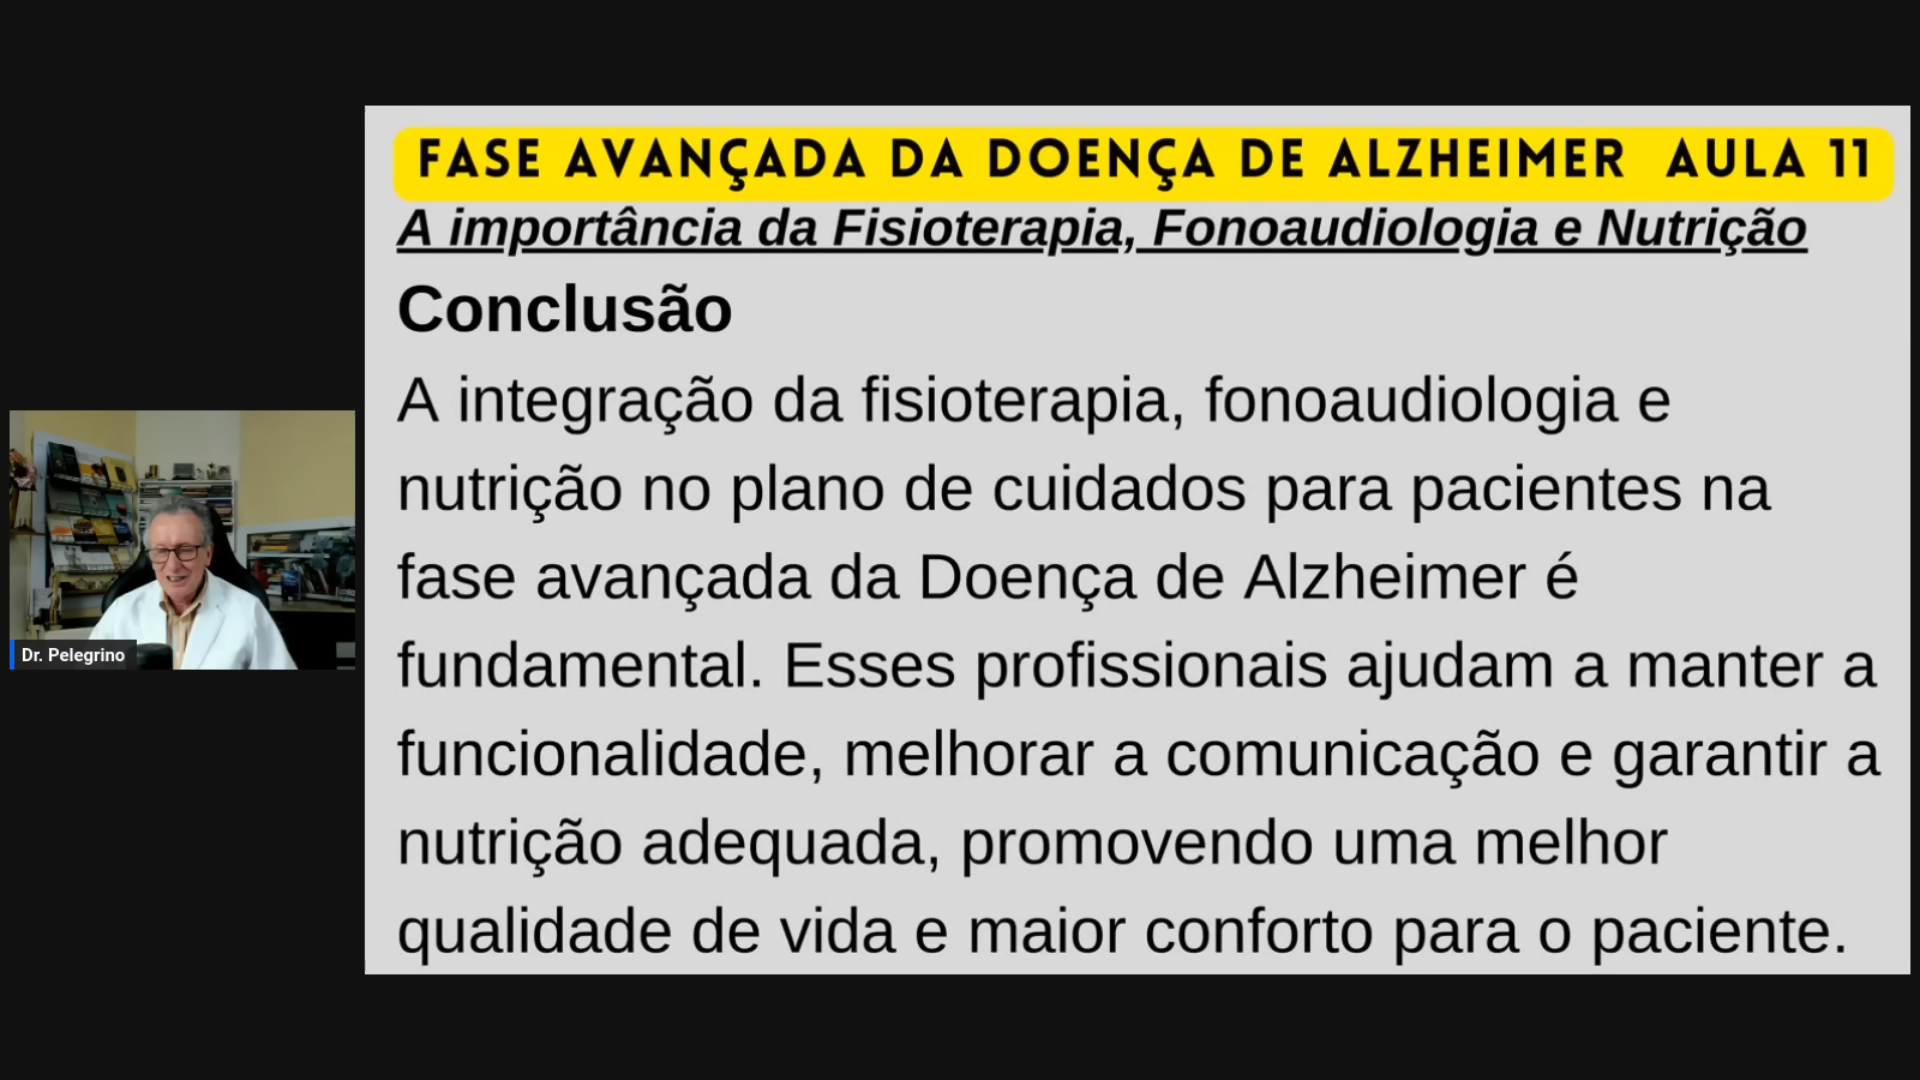 FASE AVANÇADA DA DOENÇA DE ALZHEIMER AULA 11
A importância da Fisioterapia, Fonoaudiologia e Nutrição
Conclusão
A integração da fisioterapia, fonoaudiologia e
nutrição no plano de cuidados para pacientes na
fase avançada da Doença de Alzheimer é
fundamental. Esses profissionais ajudam a manter a
funcionalidade, melhorar a comunicação e garantir a
nutrição adequada, promovendo uma melhor
qualidade de vida e maior conforto para o paciente.
Dr. Pelegrino